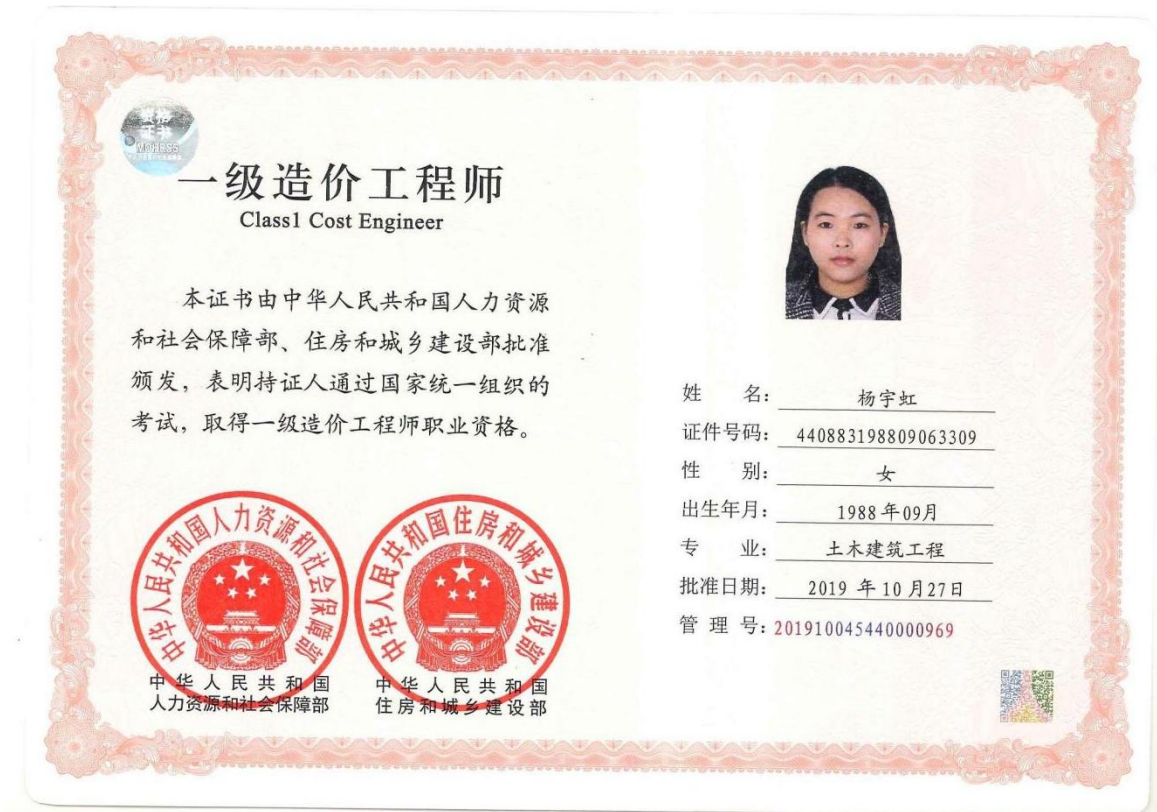 资格
证书
MOHRSS
一级造价工程师
Class1 Cost Engineer
本证书由中华人民共和国人力资源
和社会保障部、住房和城乡建设部批准
颁发，表明持证人通过国家统一组织的
考试，取得一级造价工程师职业资格。
中华人民共和国人力资源和社会保障部
中华人民共和国
人力资源和社会保障部
中华人民共和国住房和城乡建设部
中华人民共和国
住房和城乡建设部
姓 名： 杨宇虹
证件号码： 440883198809063309
性 别： 女
出生年月： 1988年09月
专 业： 土木建筑工程
批准日期： 2019 年 10 月27日
管 理 号：201910045440000969